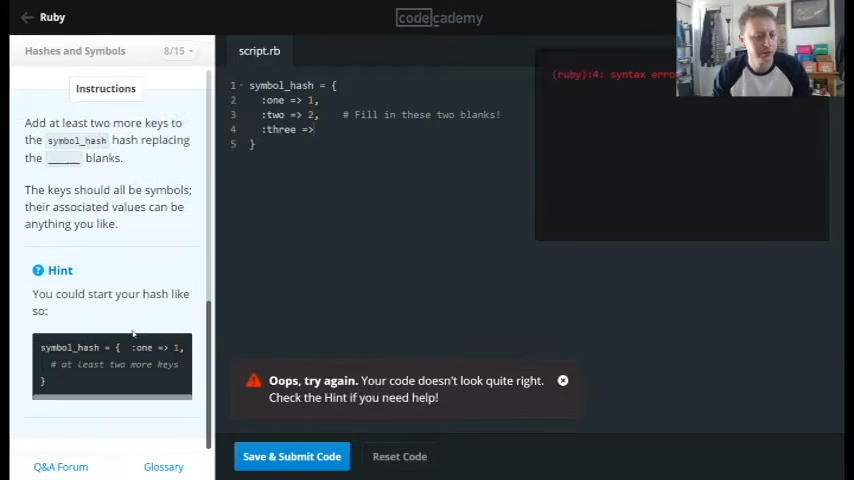 Ruby
codecademy
Hashes and Symbols
8/15
Instructions
Add at least two more keys to
the symbol_hash hash replacing
the ______ blanks.
The keys should all be symbols;
their associated values can be
anything you like.
? Hint
You could start your hash like
so:
symbol_hash = {  :one => 1,
# at least two more keys
}
Q&A Forum
Glossary
script.rb
1 symbol_hash = {
2 :one => 1,
3 :two => 2,    # Fill in these two blanks!
4 :three =>
5 }
(ruby):4: syntax erro
Oops, try again. Your code doesn't look quite right.
Check the Hint if you need help!
Save & Submit Code
Reset Code